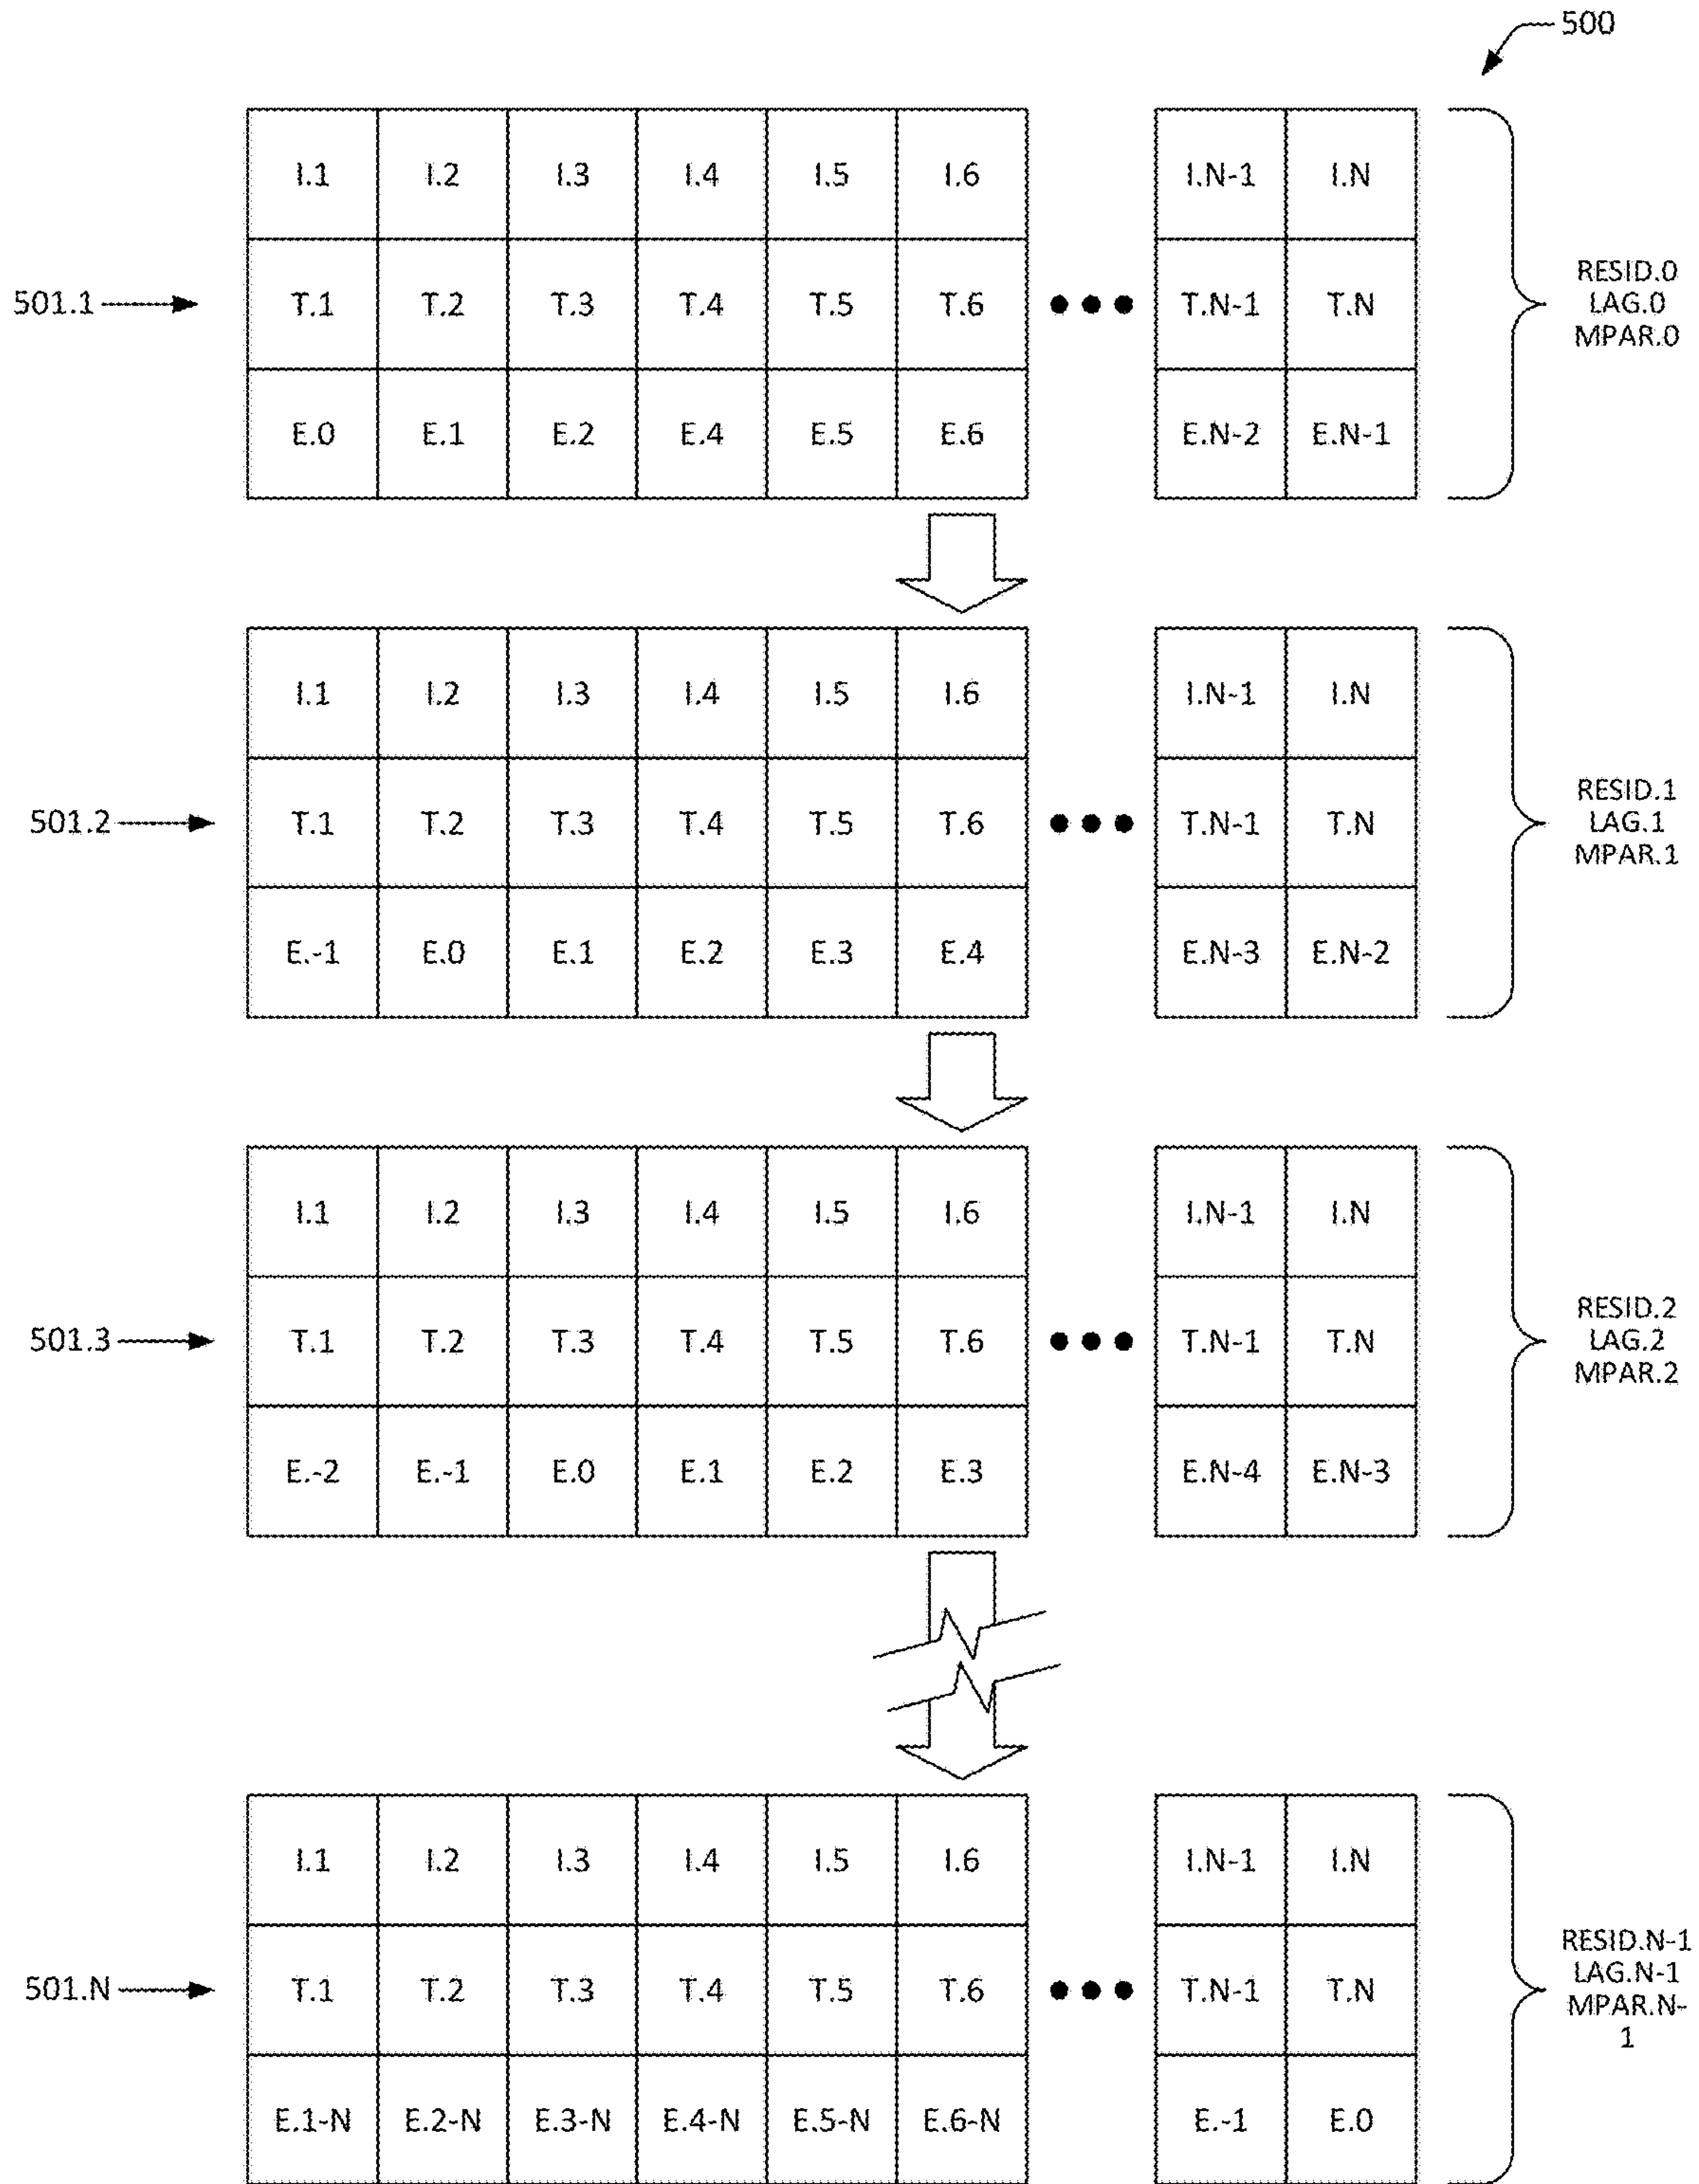 500
I.1 I.2 I.3 I.4 I.5 I.6 I.N-1 I.N
501.1 T.1 T.2 T.3 T.4 T.5 T.6 T.N-1 T.N
E.0 E.1 E.2 E.4 E.5 E.6 E.N-2 E.N-1
RESID.0
LAG.0
MPAR.0
I.1 I.2 I.3 I.4 I.5 I.6 I.N-1 I.N
501.2 T.1 T.2 T.3 T.4 T.5 T.6 T.N-1 T.N
E.-1 E.0 E.1 E.2 E.3 E.4 E.N-3 E.N-2
RESID.1
LAG.1
MPAR.1
I.1 I.2 I.3 I.4 I.5 I.6 I.N-1 I.N
501.3 T.1 T.2 T.3 T.4 T.5 T.6 T.N-1 T.N
E.-2 E.-1 E.0 E.1 E.2 E.3 E.N-4 E.N-3
RESID.2
LAG.2
MPAR.2
I.1 I.2 I.3 I.4 I.5 I.6 I.N-1 I.N
501.N T.1 T.2 T.3 T.4 T.5 T.6 T.N-1 T.N
E.1-N E.2-N E.3-N E.4-N E.5-N E.6-N E.-1 E.0
RESID.N-1
LAG.N-1
MPAR.N-
1